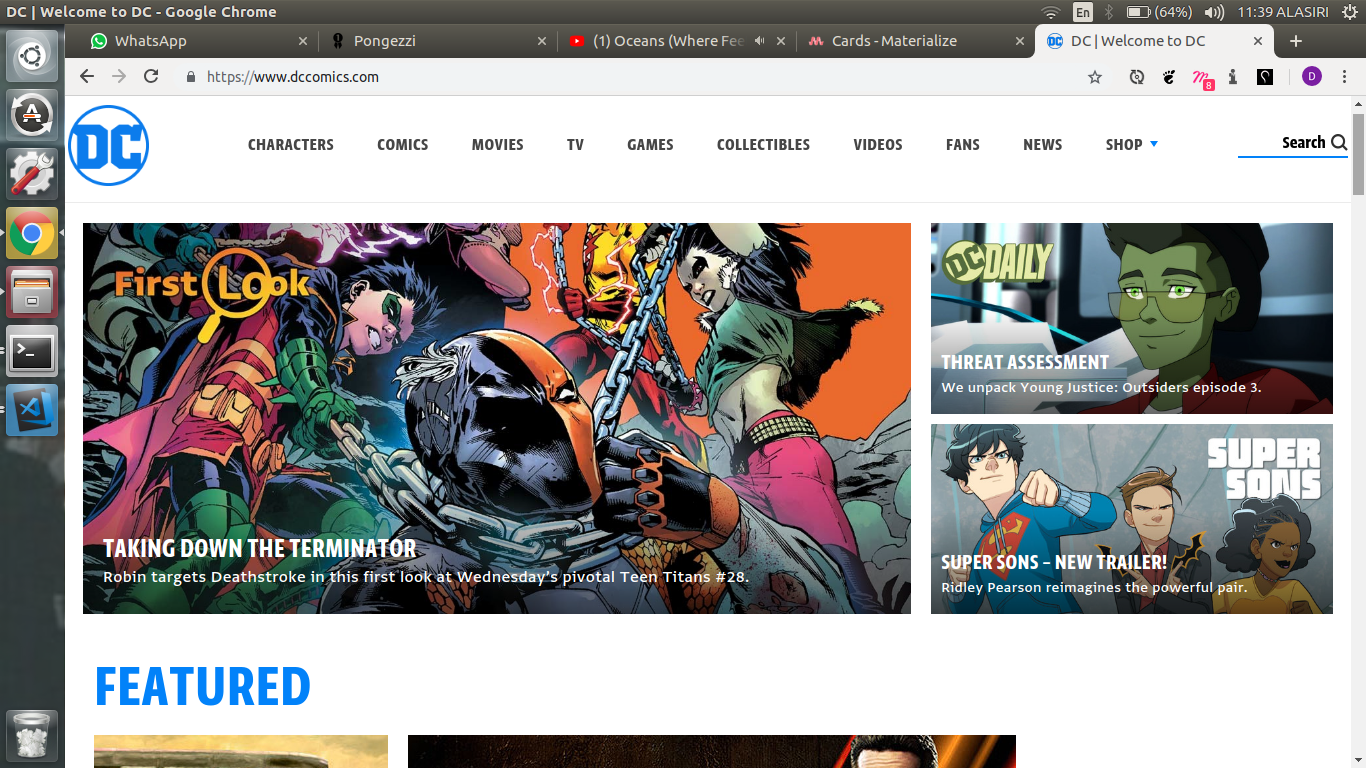 DC | Welcome to DC - Google Chrome
En
(64%)
11:39 ALASIRI
WhatsApp
Pongezzi
(1) Oceans (Where Fee
Cards - Materialize
DC | Welcome to DC
https://www.dccomics.com
8
D
DC
CHARACTERS
COMICS
MOVIES
TV
GAMES
COLLECTIBLES
VIDEOS
FANS
NEWS
SHOP
Search
First Look
TAKING DOWN THE TERMINATOR
Robin targets Deathstroke in this first look at Wednesday's pivotal Teen Titans #28.
DC DAILY
THREAT ASSESSMENT
We unpack Young Justice: Outsiders episode 3.
SUPER
SONS
SUPER SONS – NEW TRAILER!
Ridley Pearson reimagines the powerful pair.
FEATURED